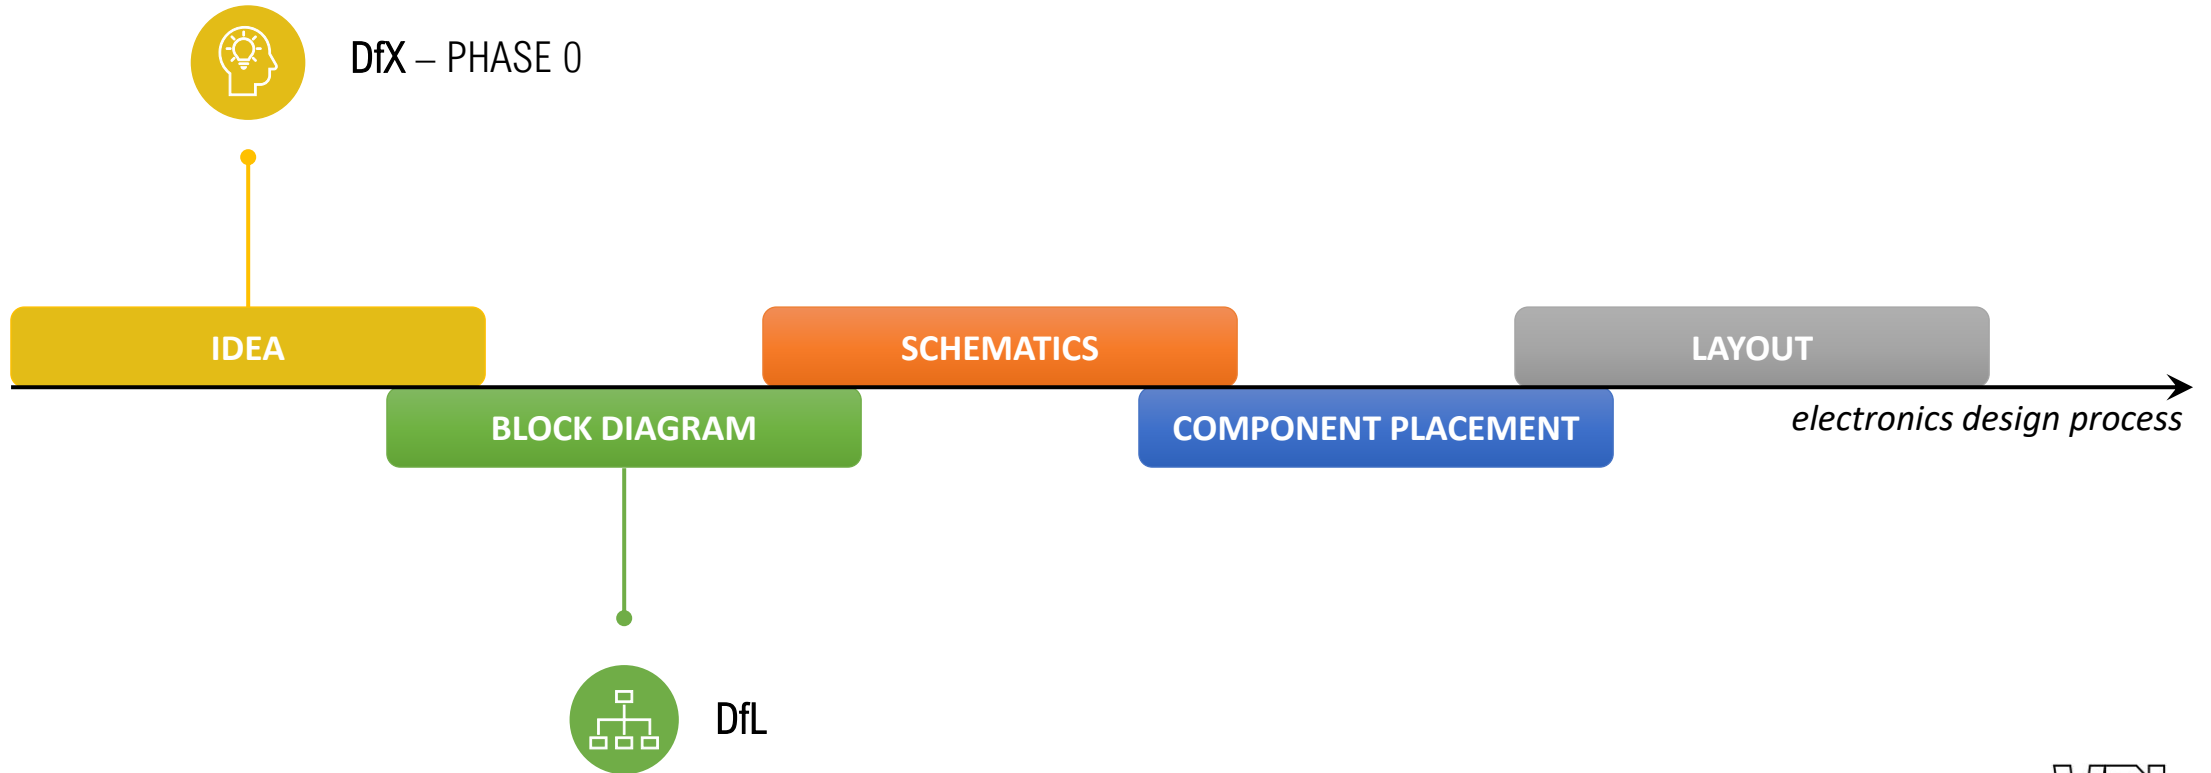 DfX – PHASE 0
IDEA
SCHEMATICS
LAYOUT
BLOCK DIAGRAM
COMPONENT PLACEMENT
electronics design process
DfL